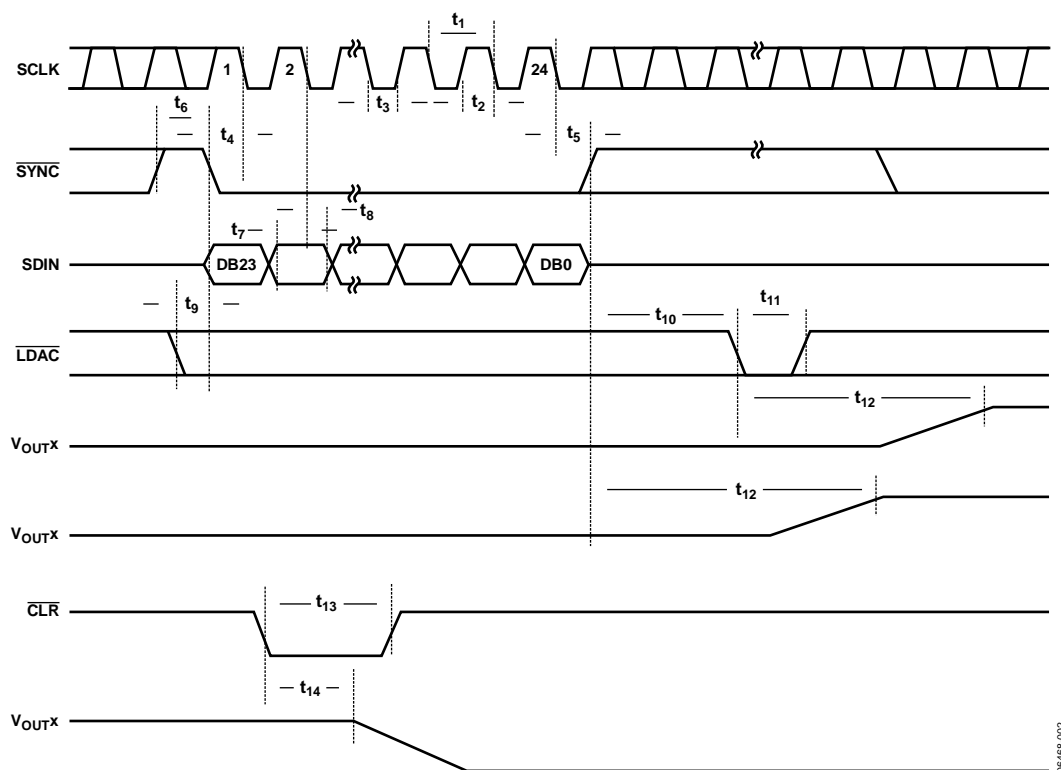 t1
SCLK
1
2
24
t3
t2
t6
t4
t5
SYNC
t7
t8
SDIN
DB23
DB0
t9
t10
t11
LDAC
t12
VOUTx
t12
VOUTx
CLR
t13
t14
VOUTx